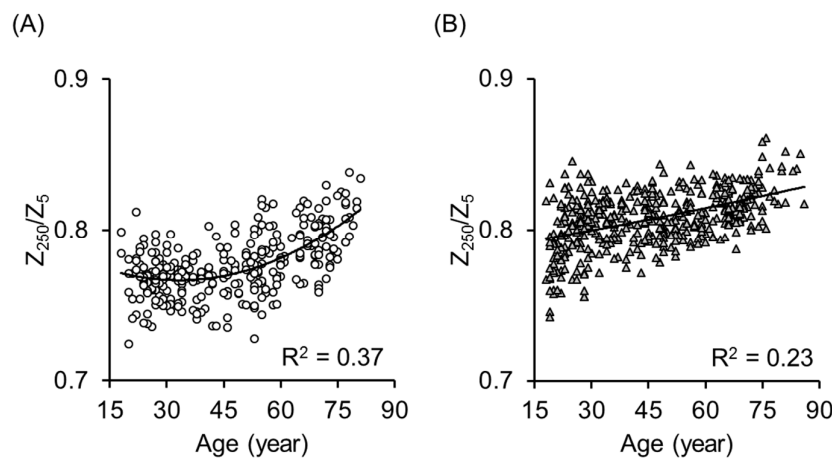 (A)
0.9
0.8
0.7
Z₂₅₀/Z₅
R² = 0.37
15 30 45 60 75 90
Age (year)
(B)
0.9
0.8
0.7
Z₂₅₀/Z₅
R² = 0.23
15 30 45 60 75 90
Age (year)